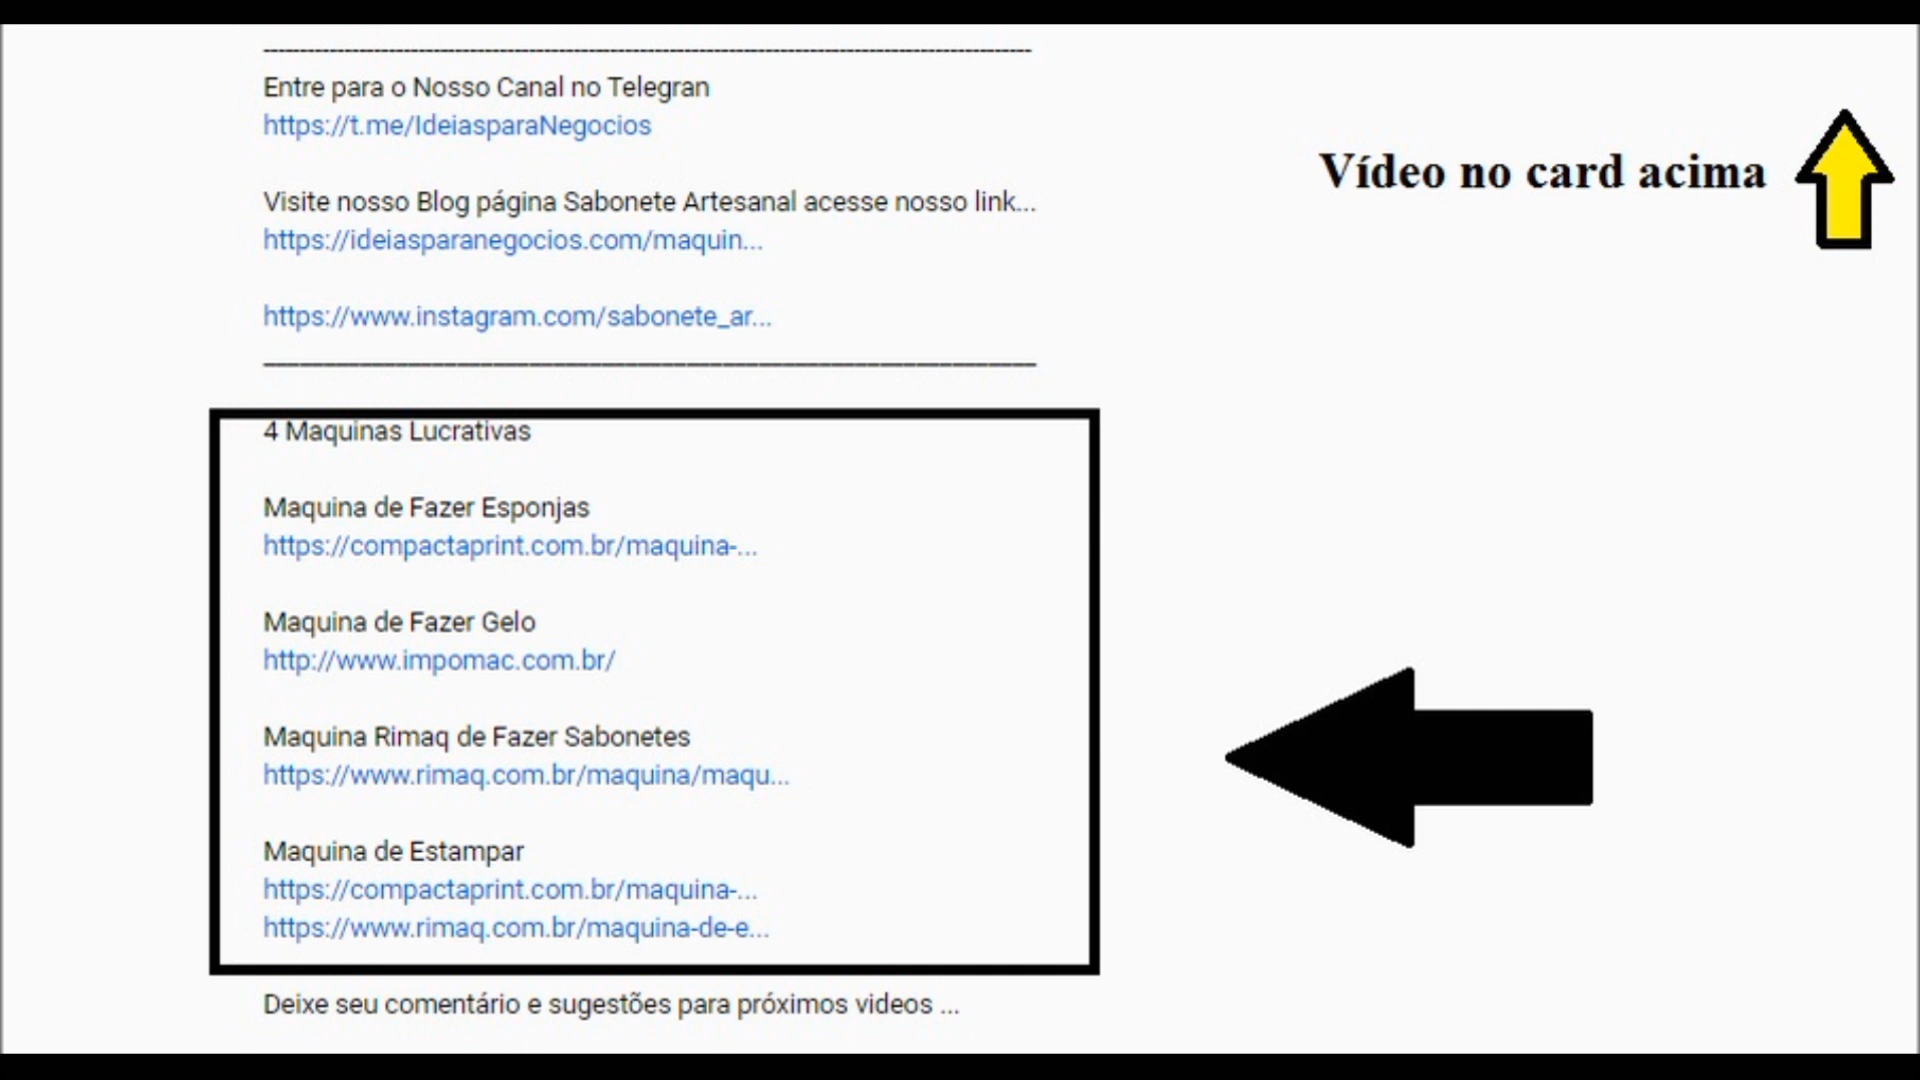 Entre para o Nosso Canal no Telegran
https://t.me/IdeiasparaNegocios
Vídeo no card acima
Visite nosso Blog página Sabonete Artesanal acesse nosso link...
https://ideiasparanegocios.com/maquin...
https://www.instagram.com/sabonete_ar...
4 Maquinas Lucrativas
Maquina de Fazer Esponjas
https://compactaprint.com.br/maquina-...
Maquina de Fazer Gelo
http://www.impomac.com.br/
Maquina Rimaq de Fazer Sabonetes
https://www.rimaq.com.br/maquina/maqu...
Maquina de Estampar
https://compactaprint.com.br/maquina-...
https://www.rimaq.com.br/maquina-de-e...
Deixe seu comentário e sugestões para próximos videos ...